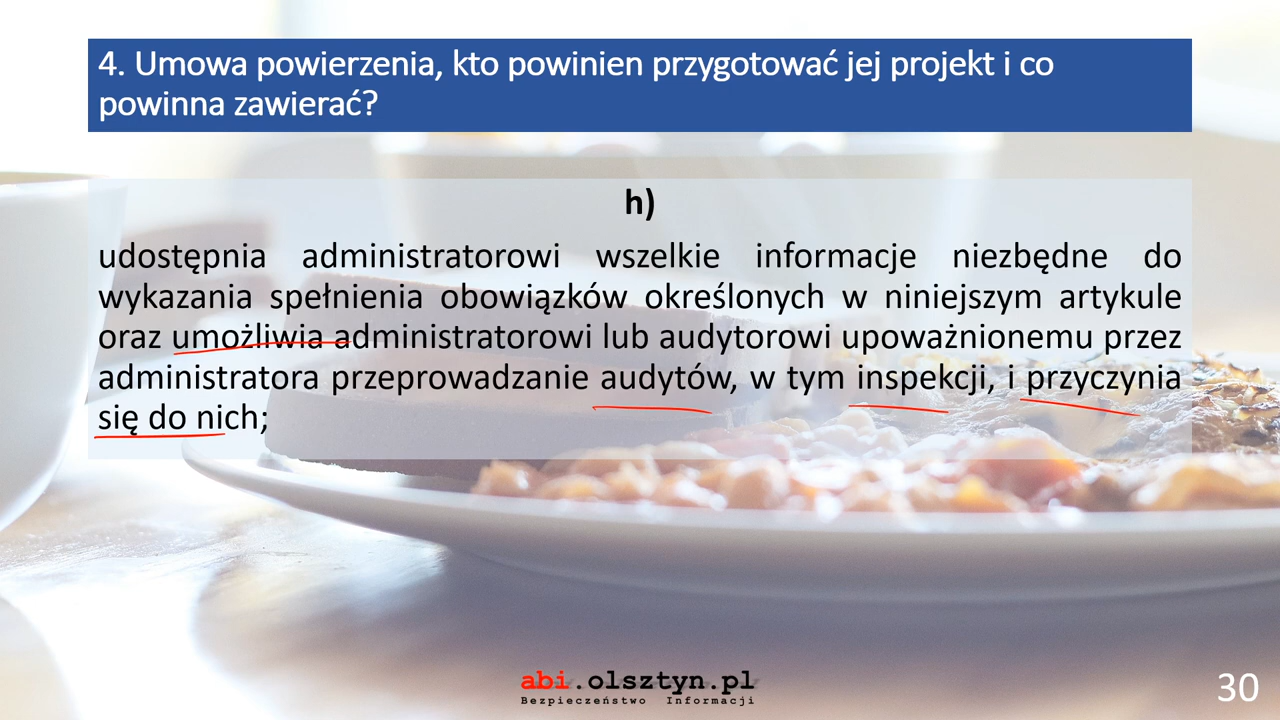 4. Umowa powierzenia, kto powinien przygotować jej projekt i co
powinna zawierać?
h)
udostępnia administratorowi wszelkie informacje niezbędne do
wykazania spełnienia obowiązków określonych w niniejszym artykule
oraz umożliwia administratorowi lub audytorowi upoważnionemu przez
administratora przeprowadzanie audytów, w tym inspekcji, i przyczynia
się do nich;
abi.olsztyn.pl
Bezpieczeństwo Informacji
30